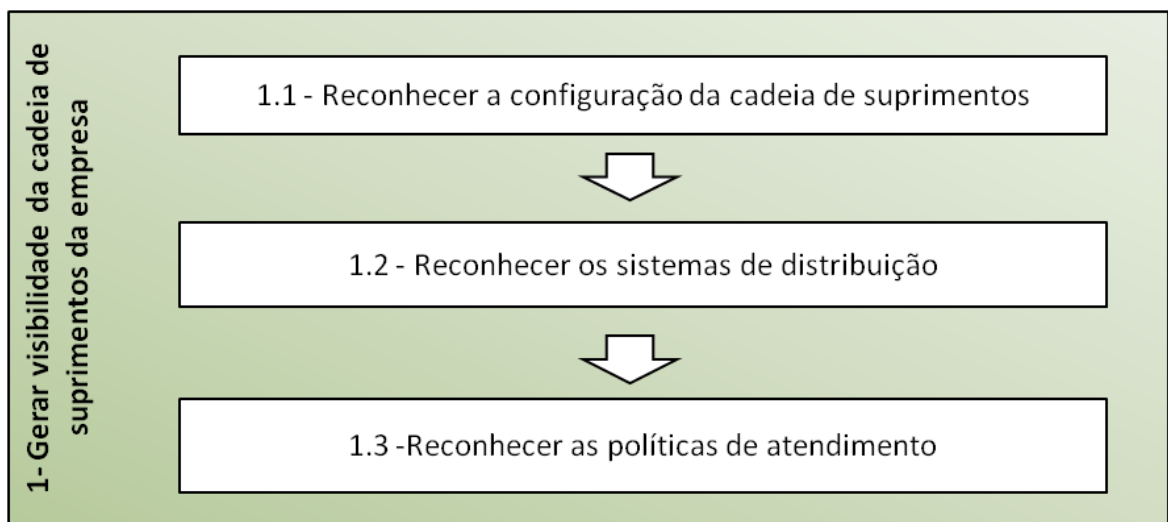 1- Gerar visibilidade da cadeia de
suprimentos da empresa
1.1 - Reconhecer a configuração da cadeia de suprimentos
1.2 - Reconhecer os sistemas de distribuição
1.3 -Reconhecer as políticas de atendimento